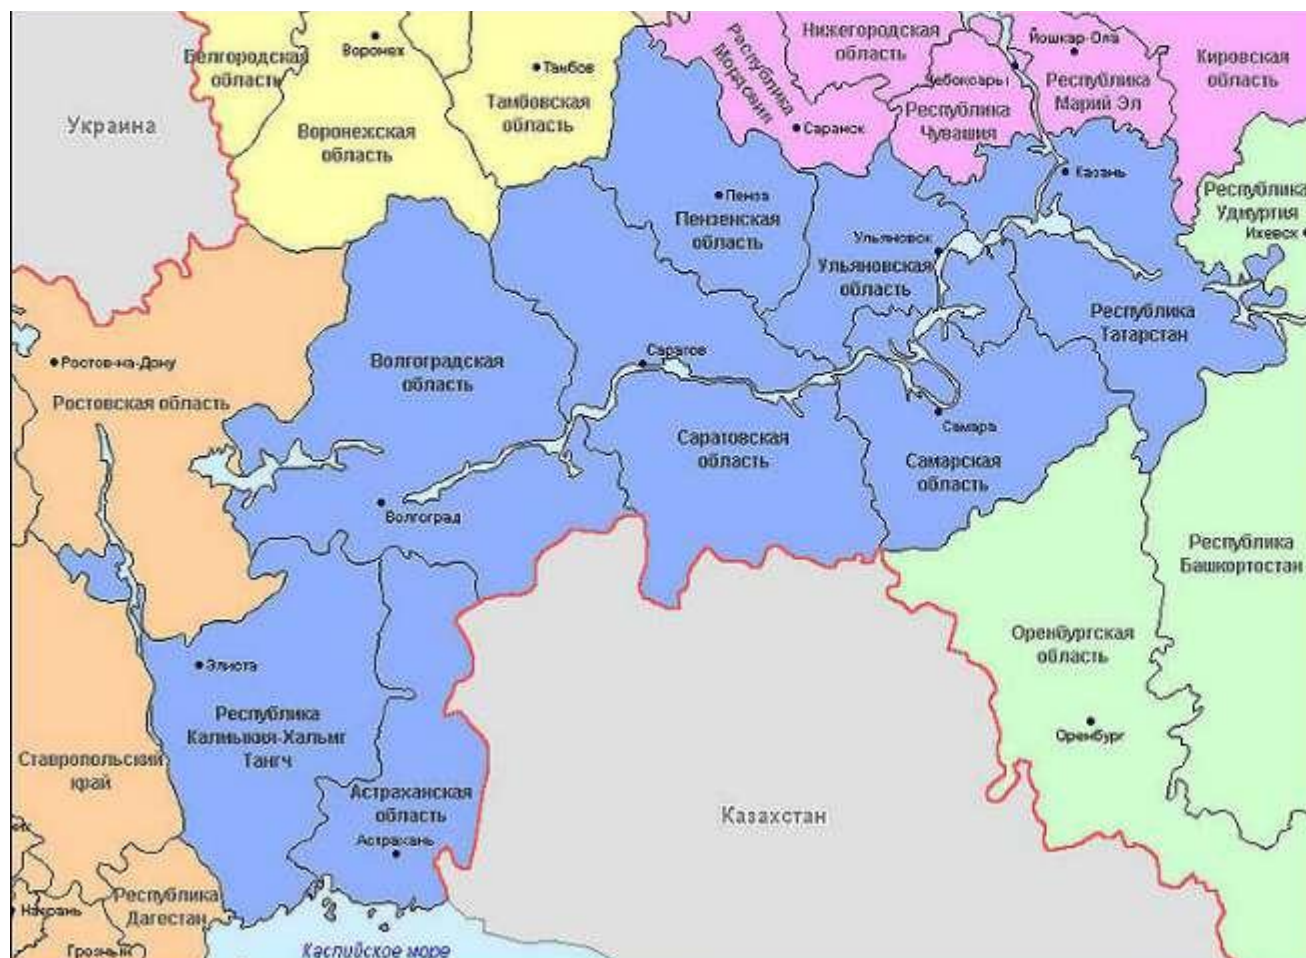 Белгородская
область
Воронеж
Воронежская
область
Тамбов
Тамбовская
область
Республика
Мордовия
Нижегородская
область
Йошкар-Ола
Чебоксары
Республика
Марий Эл
Кировская
область
Саранск
Республика
Чувашия
Украина
Казань
Республика
Удмуртия
Ижевск
Пенза
Пензенская
область
Ульяновск
Ульяновская
область
Республика
Татарстан
Ростов-на-Дону
Ростовская область
Волгоградская
область
Саратов
Саратовская
область
Самара
Самарская
область
Волгоград
Республика
Башкортостан
Оренбургская
область
Оренбург
Элиста
Республика
Калмыкия-Хальмг
Тангч
Ставропольский
край
Астраханская
область
Астрахань
Казахстан
Республика
Дагестан
Назрань
Грозный
Каспийское море